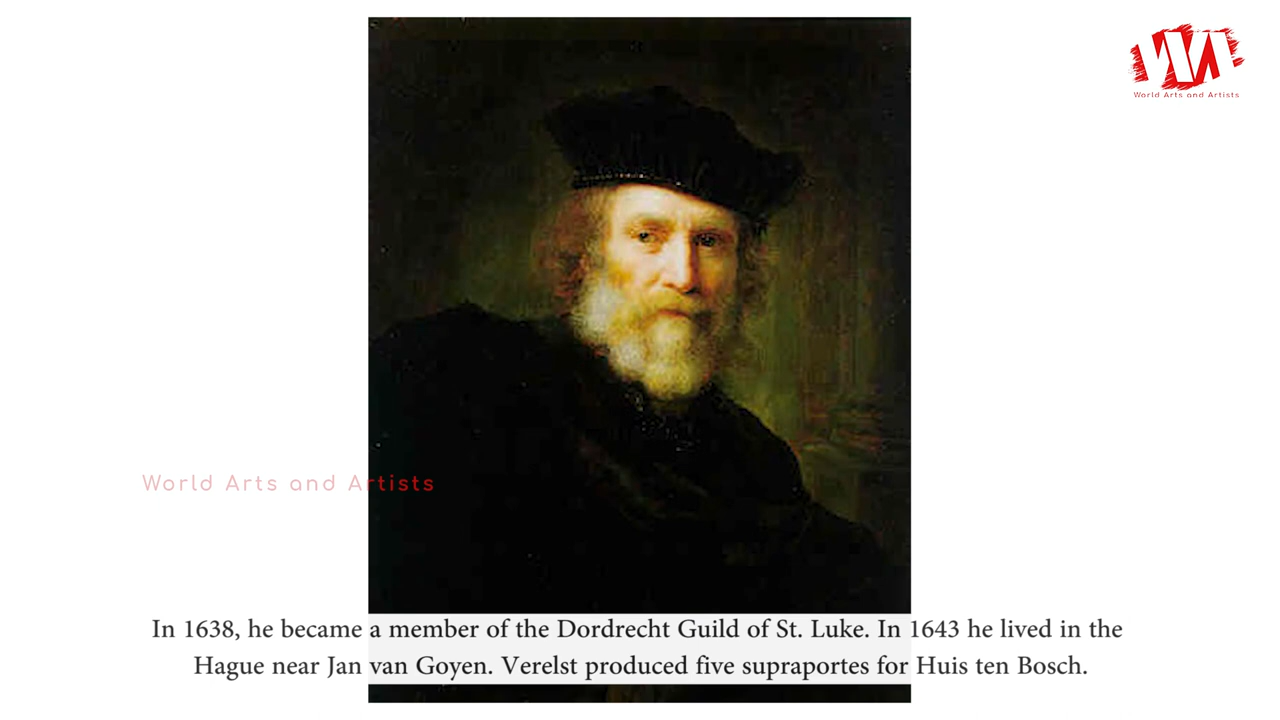 World Arts and Artists
World Arts and Artists
In 1638, he became a member of the Dordrecht Guild of St. Luke. In 1643 he lived in the
Hague near Jan van Goyen. Verelst produced five supraportes for Huis ten Bosch.